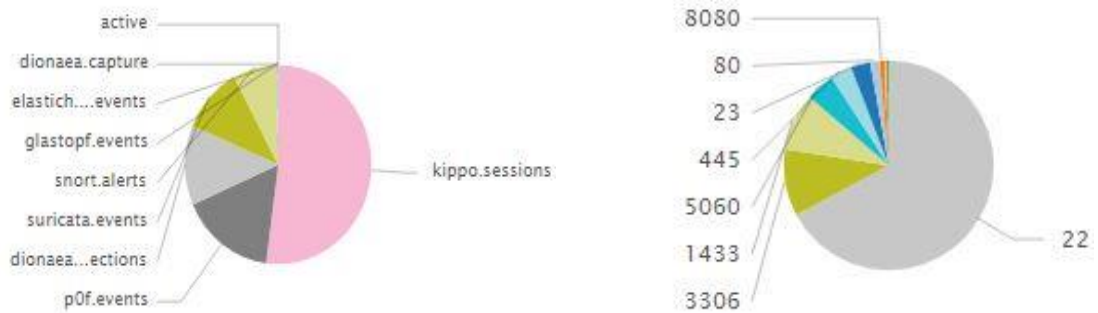 active
dionaea.capture
elastich....events
glastopf.events
snort.alerts
suricata.events
dionaea...ections
p0f.events
kippo.sessions
8080
80
23
445
5060
1433
3306
22